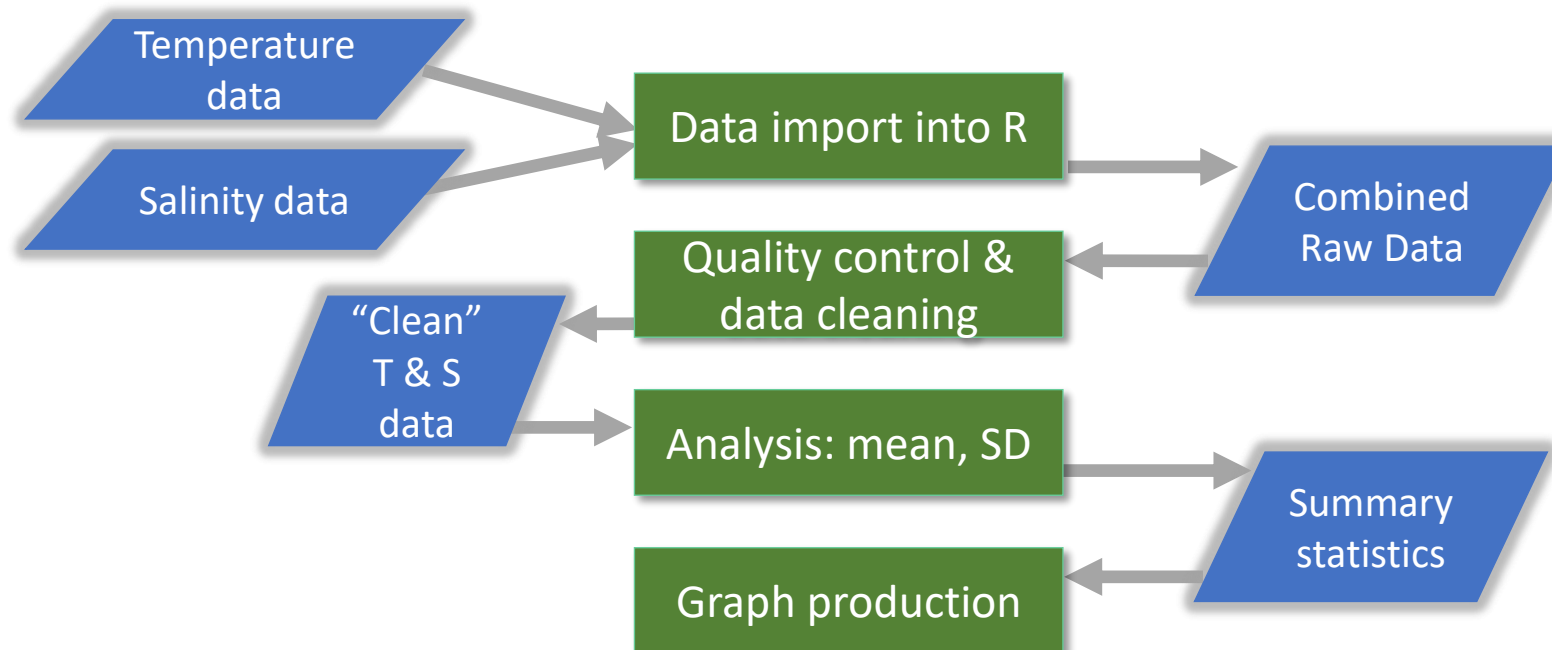 Temperature
data
Salinity data
Data import into R
Combined
Raw Data
Quality control &
data cleaning
“Clean”
T & S
data
Analysis: mean, SD
Summary
statistics
Graph production